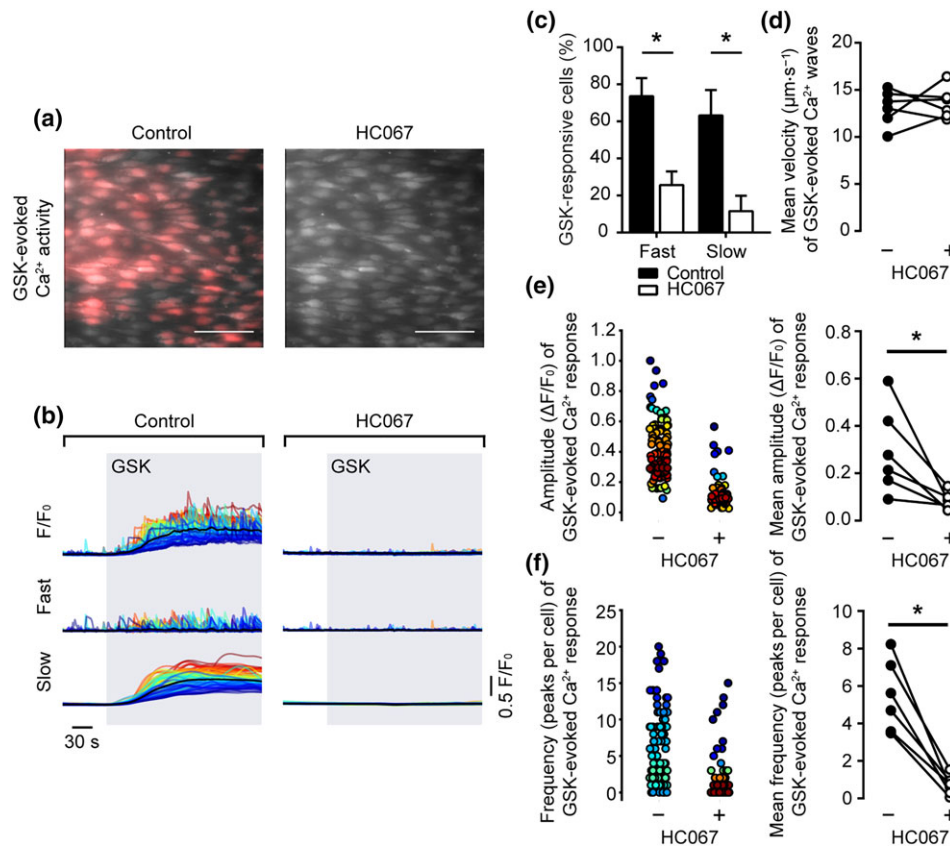 (a)
Control
HC067
GSK-evoked
Ca²⁺ activity
(b)
Control
HC067
GSK
GSK
F/F₀
Fast
Slow
30 s
0.5 F/F₀
(c)
GSK-responsive cells (%)
100
80
60
40
20
0
*
*
Fast
Slow
Control
HC067
(d)
Mean velocity (µm·s⁻¹)
of GSK-evoked Ca²⁺ waves
20
15
10
5
0
−
+
HC067
(e)
Amplitude (ΔF/F₀) of
GSK-evoked Ca²⁺ response
1.2
1.0
0.8
0.6
0.4
0.2
0.0
−
+
HC067
Mean amplitude (ΔF/F₀) of
GSK-evoked Ca²⁺ response
0.8
0.6
0.4
0.2
0.0
*
−
+
HC067
(f)
Frequency (peaks per cell) of
GSK-evoked Ca²⁺ response
25
20
15
10
5
0
−
+
HC067
Mean frequency (peaks per cell) of
GSK-evoked Ca²⁺ response
10
8
6
4
2
0
*
−
+
HC067